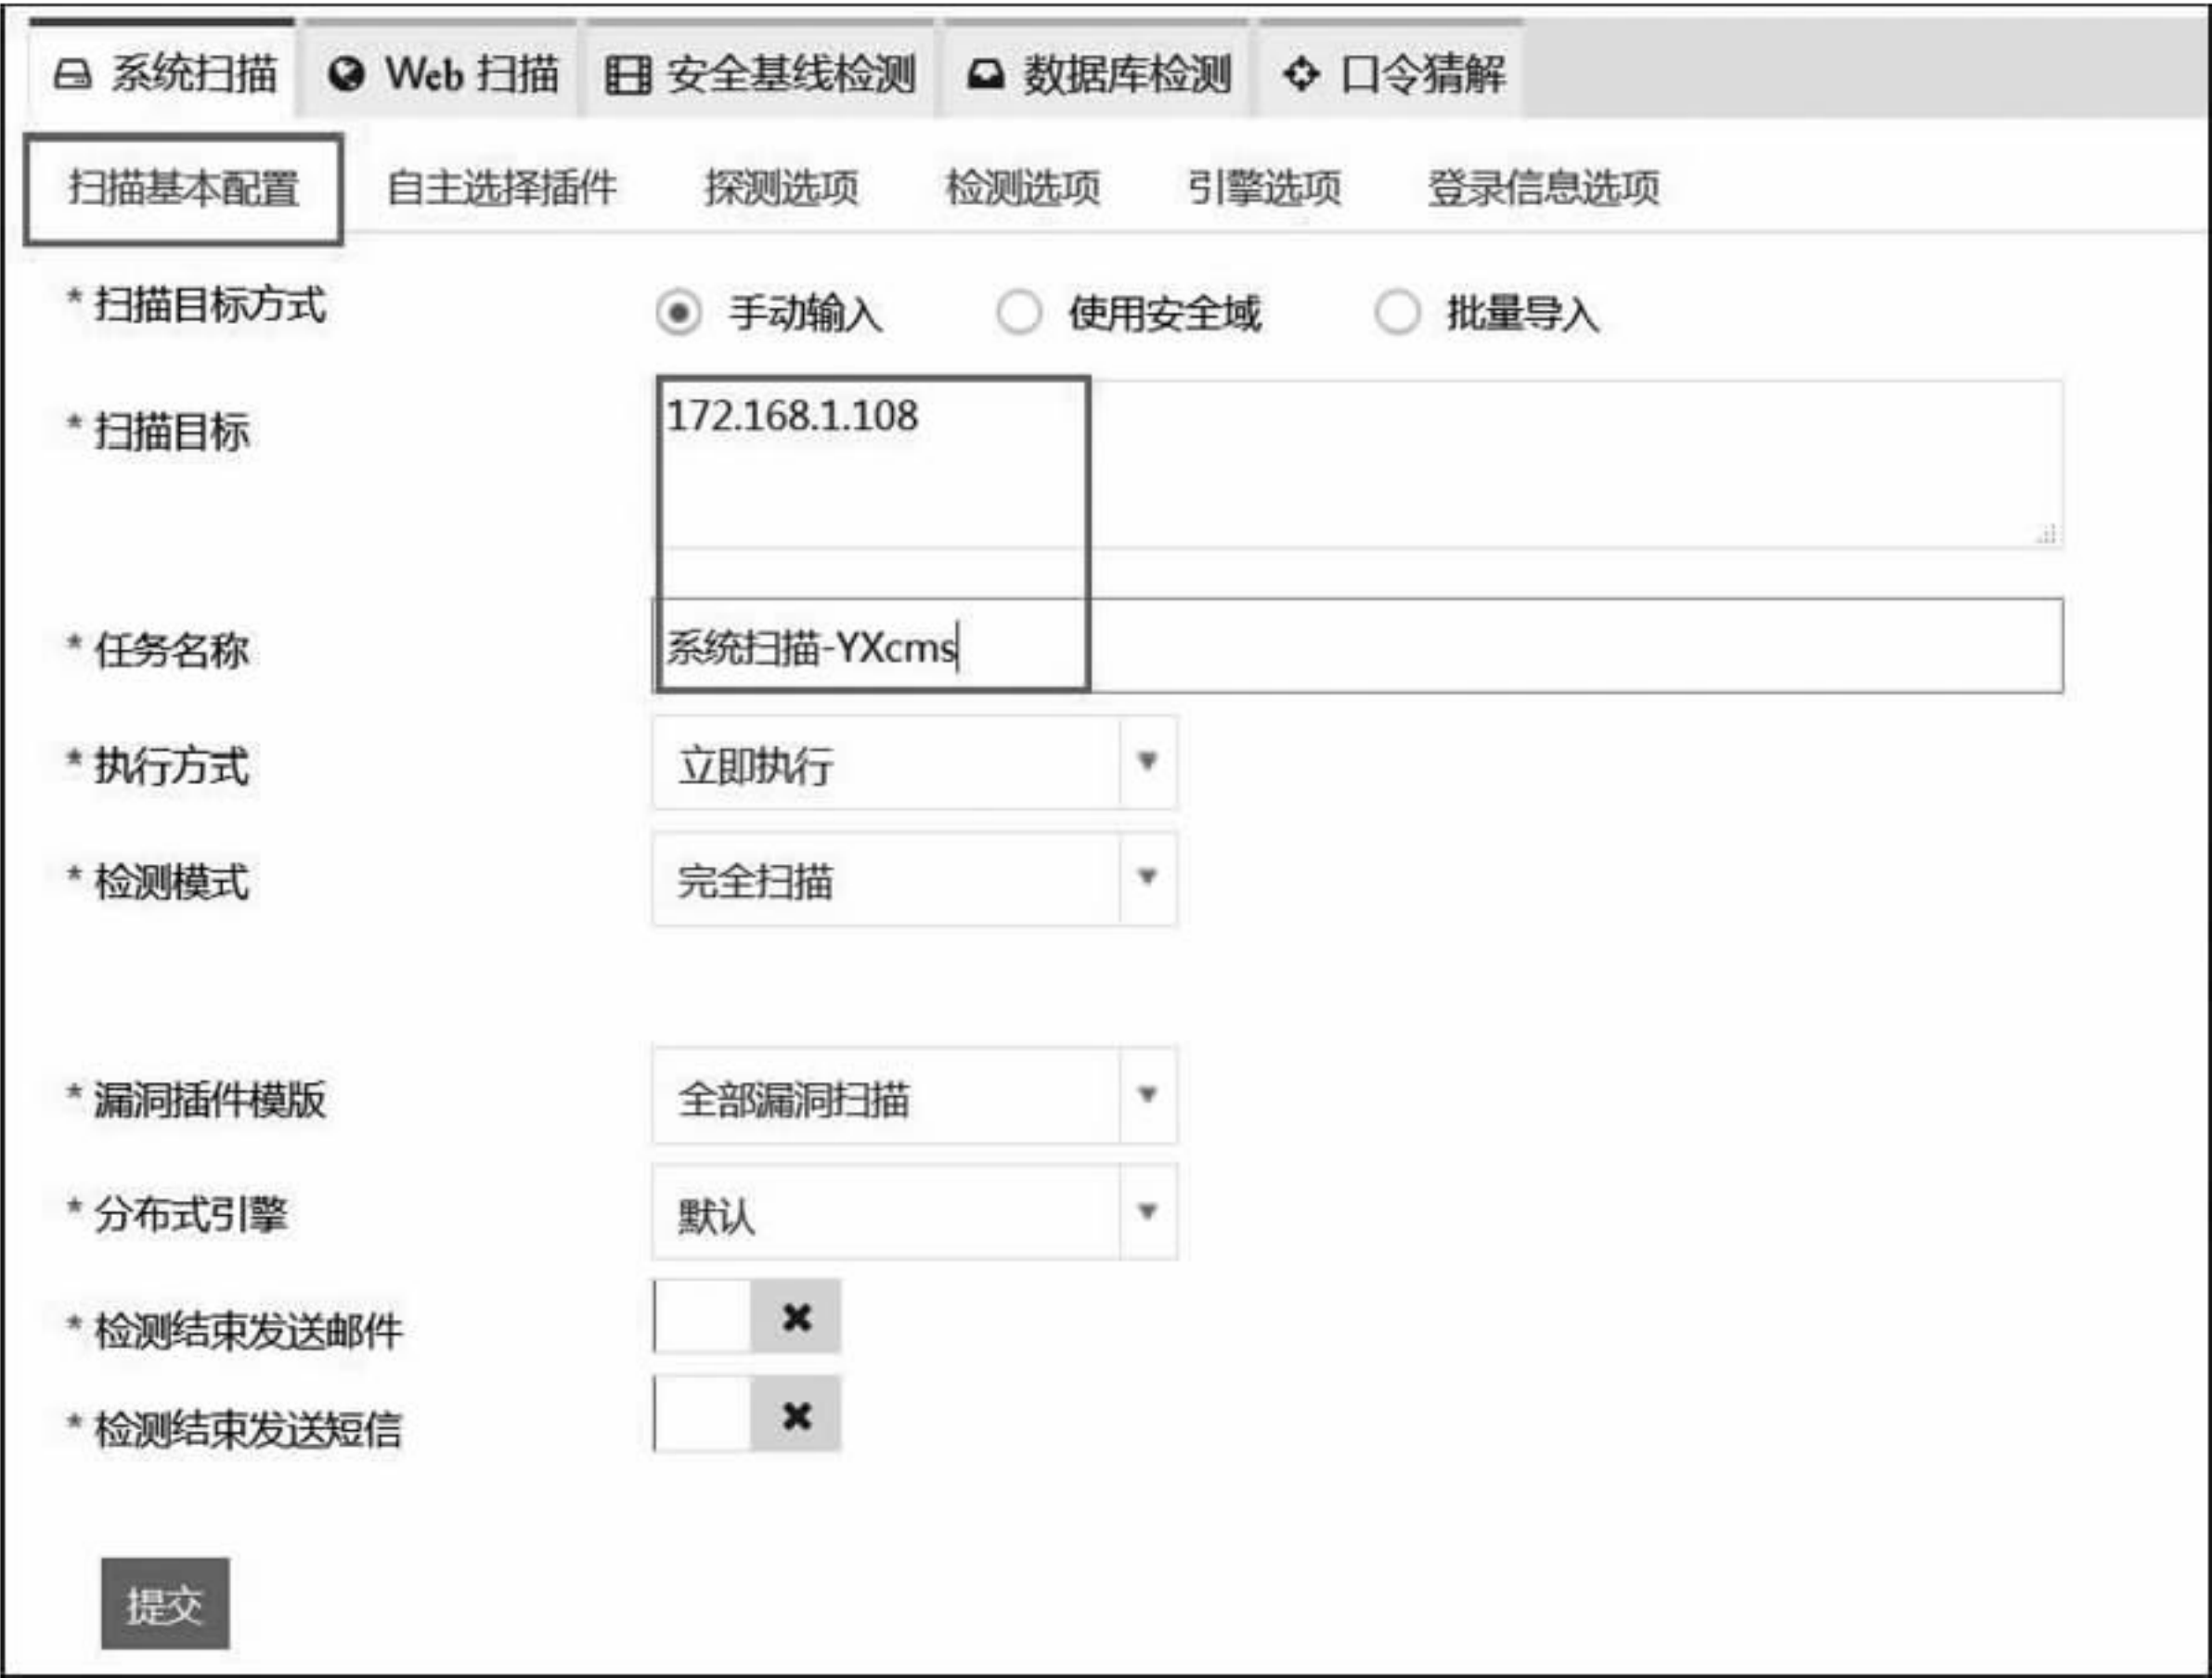 系统扫描 Web 扫描 安全基线检测 数据库检测 口令猜解
扫描基本配置 自主选择插件 探测选项 检测选项 引擎选项 登录信息选项
* 扫描目标方式 手动输入 使用安全域 批量导入
* 扫描目标 172.168.1.108
* 任务名称 系统扫描-YXcms
* 执行方式 立即执行
* 检测模式 完全扫描
* 漏洞插件模版 全部漏洞扫描
* 分布式引擎 默认
* 检测结束发送邮件
* 检测结束发送短信
提交